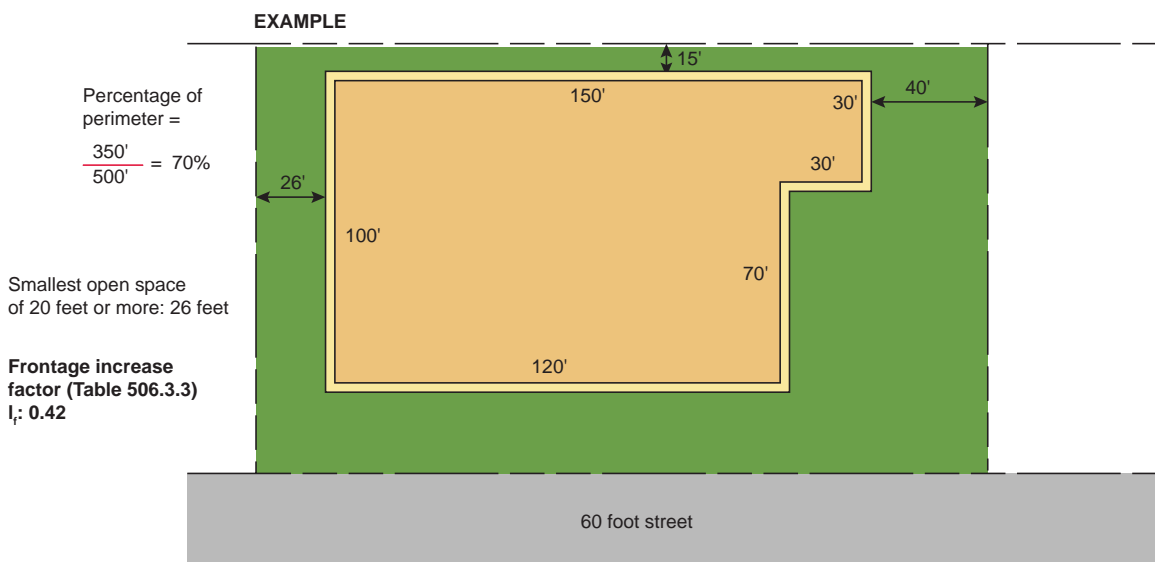 EXAMPLE
15'
150'
30'
40'
Percentage of
perimeter =
350'
500'
= 70%
30'
26'
100'
70'
Smallest open space
of 20 feet or more: 26 feet
120'
Frontage increase
factor (Table 506.3.3)
If: 0.42
60 foot street